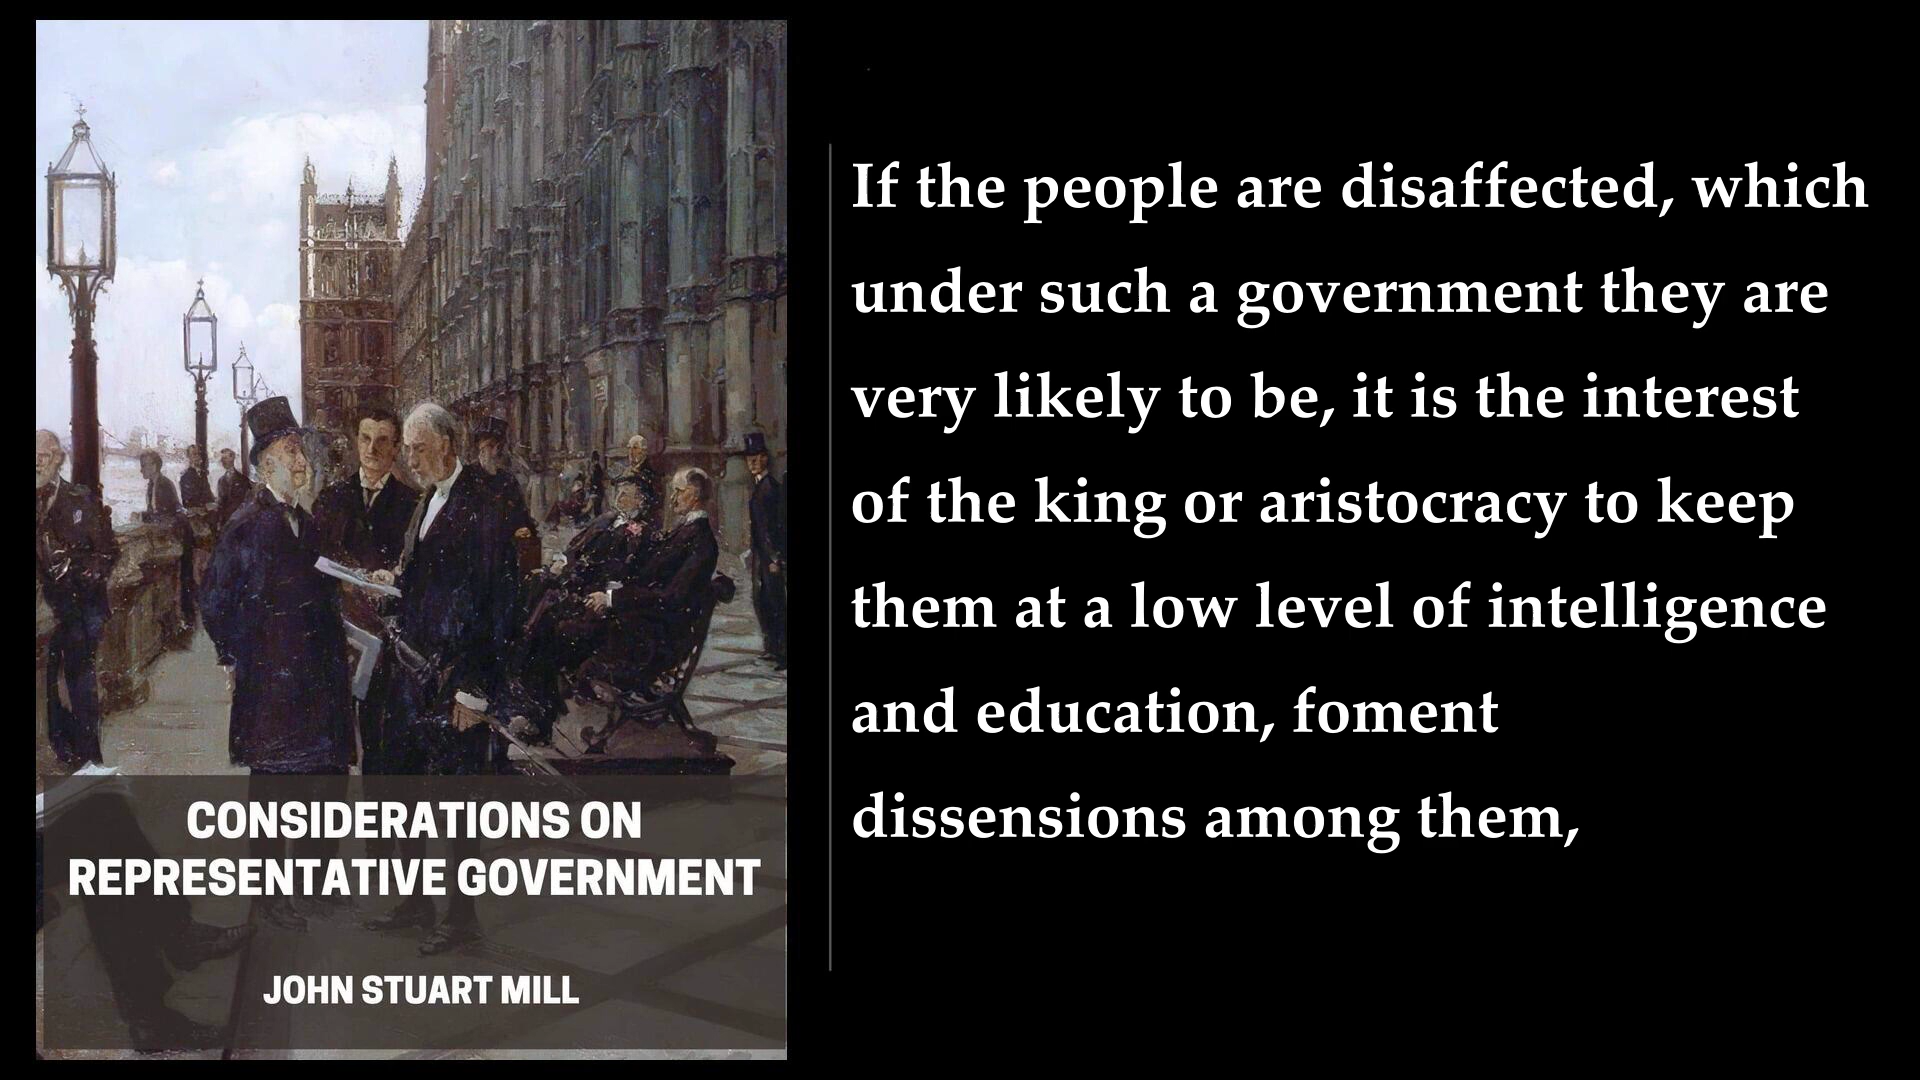 CONSIDERATIONS ON
REPRESENTATIVE GOVERNMENT
JOHN STUART MILL
If the people are disaffected, which
under such a government they are
very likely to be, it is the interest
of the king or aristocracy to keep
them at a low level of intelligence
and education, foment
dissensions among them,